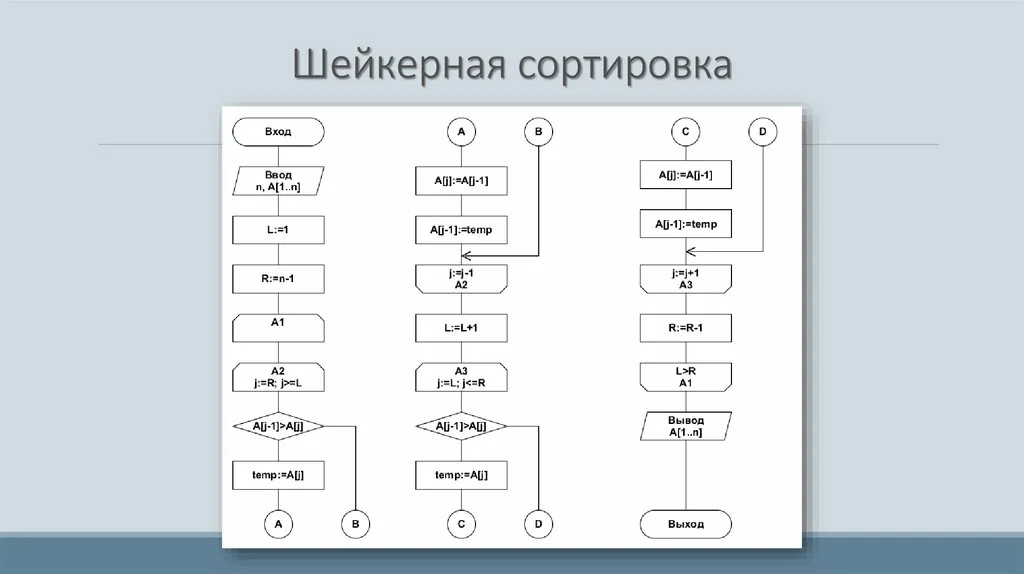 Шейкерная сортировка
Вход
Ввод
n, A[1..n]
L:=1
R:=n-1
A1
A2
j:=R; j>=L
A[j-1]>A[j]
temp:=A[j]
A
B
A
B
A[j]:=A[j-1]
A[j-1]:=temp
j:=j-1
A2
L:=L+1
A3
j:=L; j<=R
A[j-1]>A[j]
temp:=A[j]
C
D
C
D
A[j]:=A[j-1]
A[j-1]:=temp
j:=j+1
A3
R:=R-1
L>R
A1
Вывод
A[1..n]
Выход